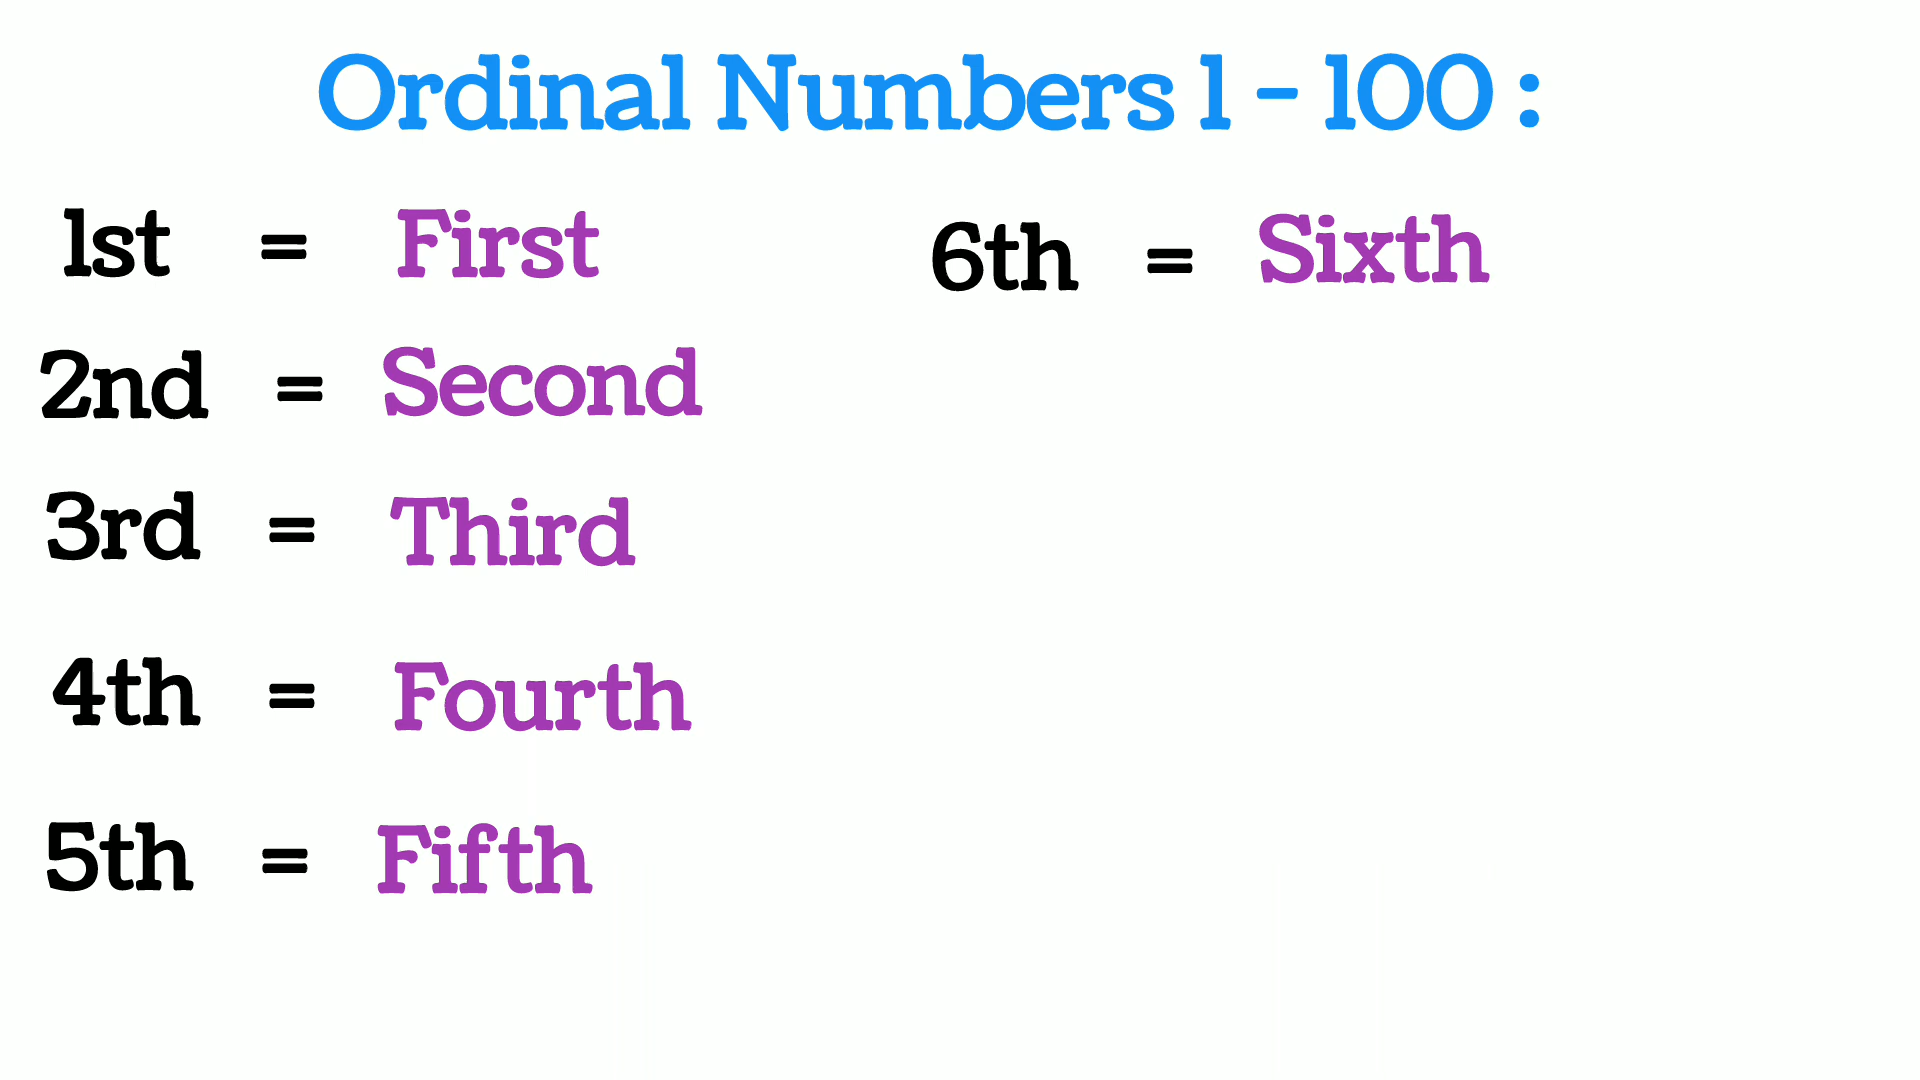 Ordinal Numbers 1 - 100 :
1st = First
2nd = Second
3rd = Third
4th = Fourth
5th = Fifth
6th = Sixth